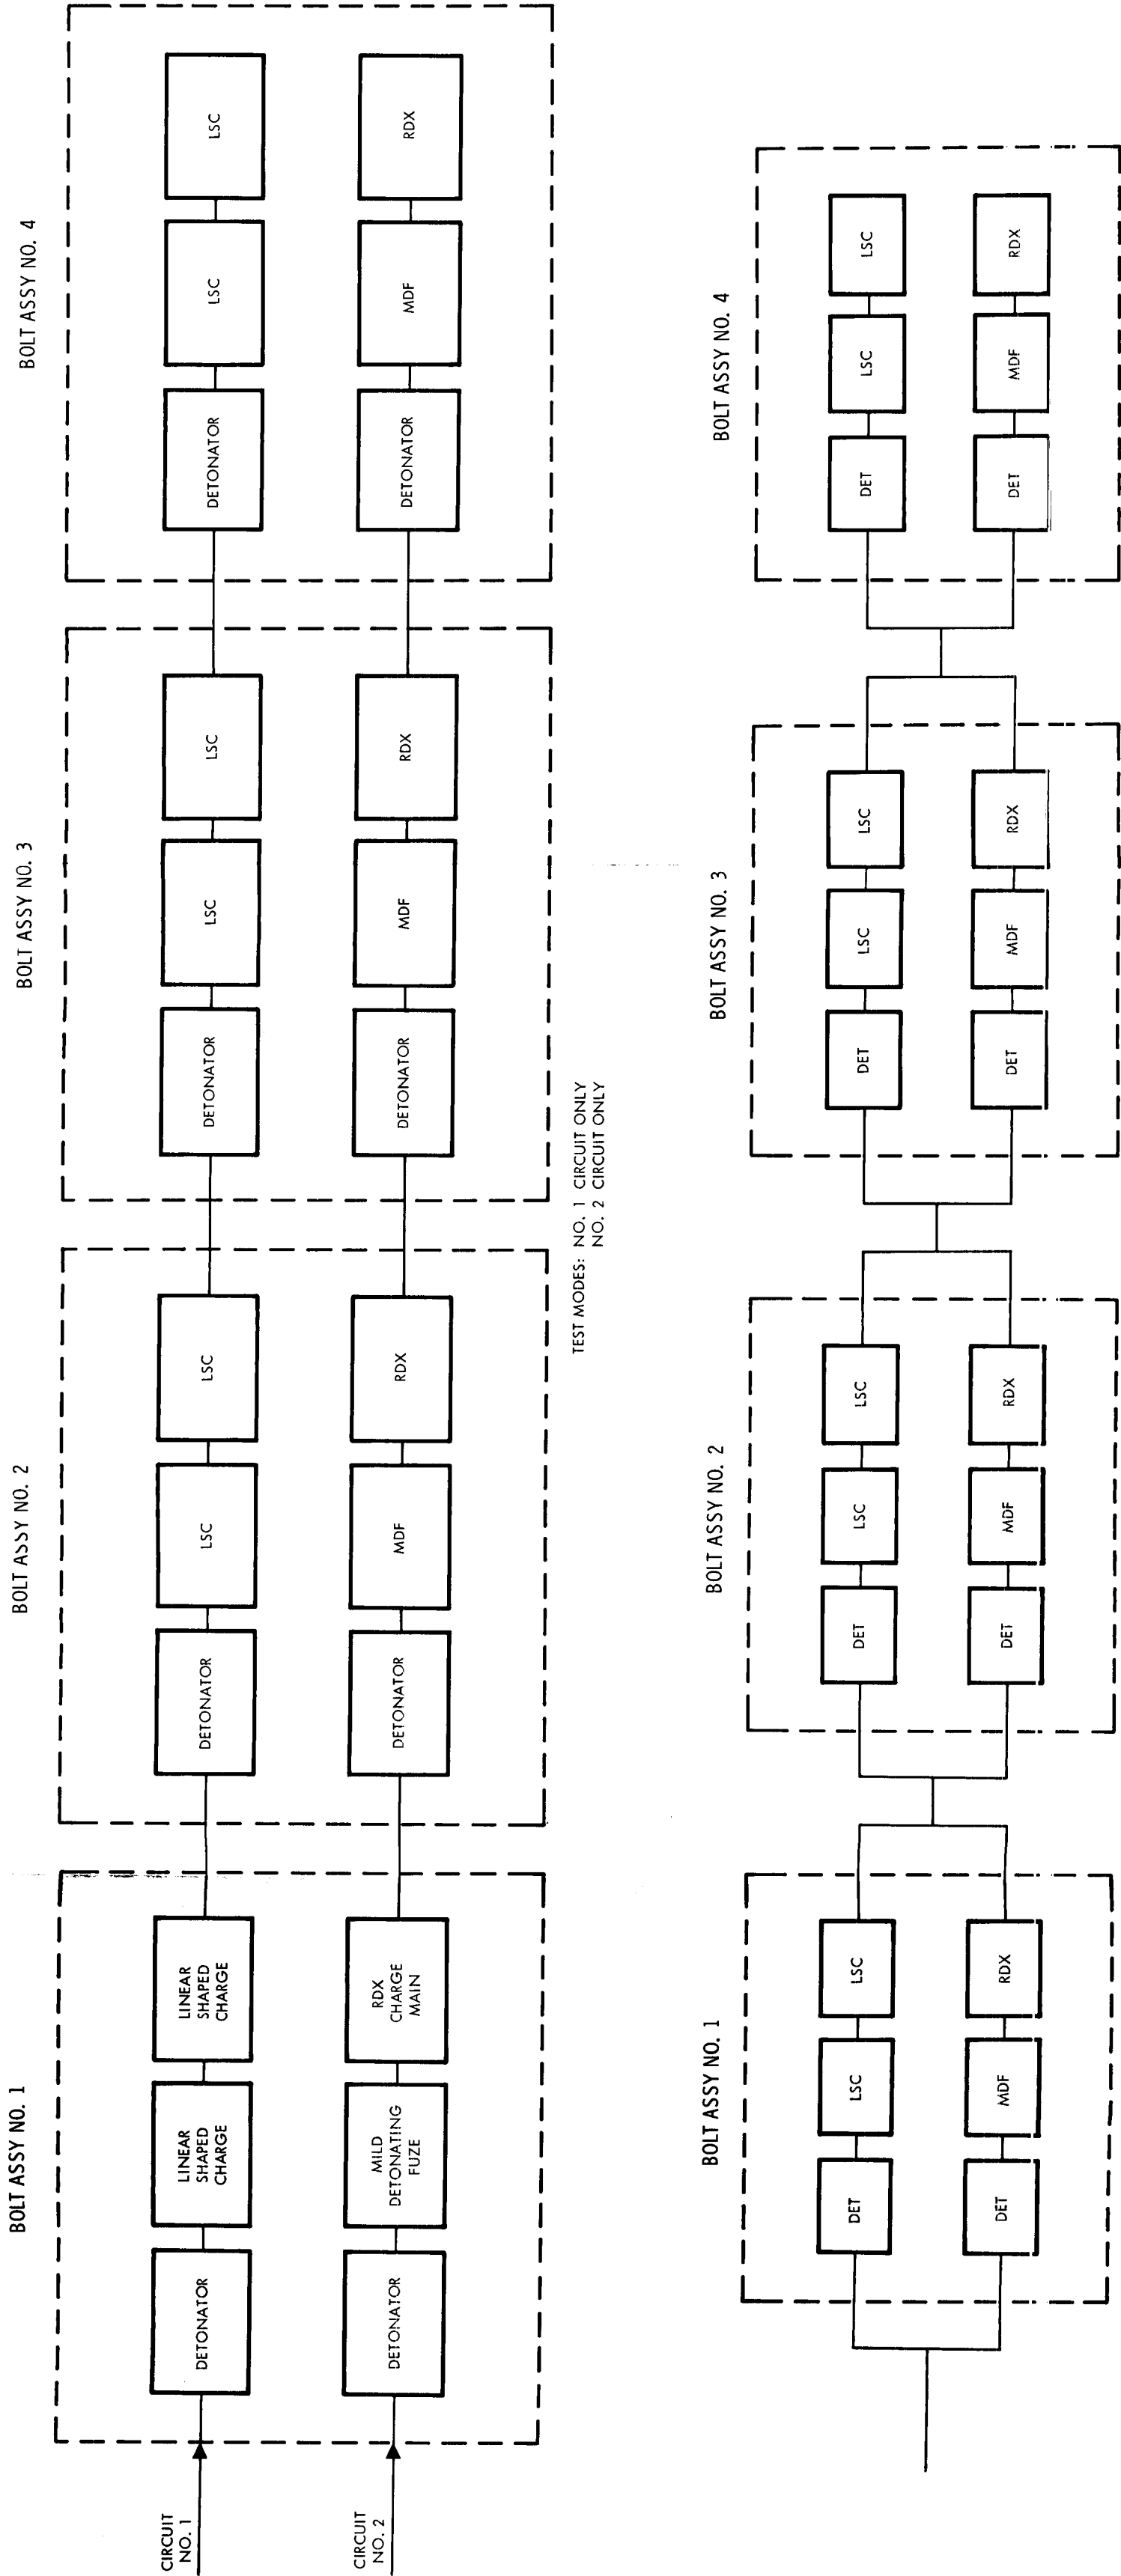 BOLT ASSY NO. 1
BOLT ASSY NO. 2
BOLT ASSY NO. 3
BOLT ASSY NO. 4
CIRCUIT
NO. 1
DETONATOR
LINEAR
SHAPED
CHARGE
LINEAR
SHAPED
CHARGE
DETONATOR
LSC
LSC
DETONATOR
LSC
LSC
DETONATOR
LSC
LSC
CIRCUIT
NO. 2
DETONATOR
MILD
DETONATING
FUZE
RDX
CHARGE
MAIN
DETONATOR
MDF
RDX
DETONATOR
MDF
RDX
DETONATOR
MDF
RDX
TEST MODES: NO. 1 CIRCUIT ONLY
NO. 2 CIRCUIT ONLY
BOLT ASSY NO. 1
BOLT ASSY NO. 2
BOLT ASSY NO. 3
BOLT ASSY NO. 4
DET
LSC
LSC
DET
LSC
LSC
DET
LSC
LSC
DET
LSC
LSC
DET
MDF
RDX
DET
MDF
RDX
DET
MDF
RDX
DET
MDF
RDX